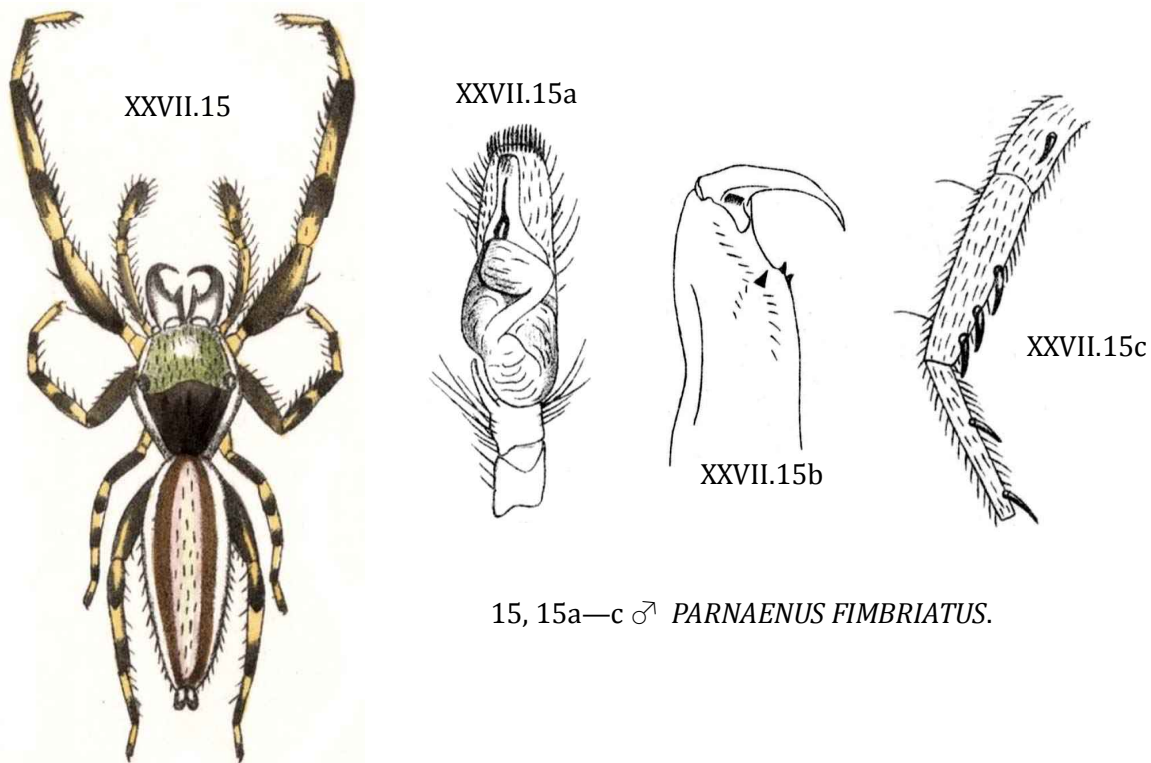 XXVII.15
XXVII.15a
XXVII.15b
XXVII.15c
15, 15a—c ♂ PARNAENUS FIMBRIATUS.